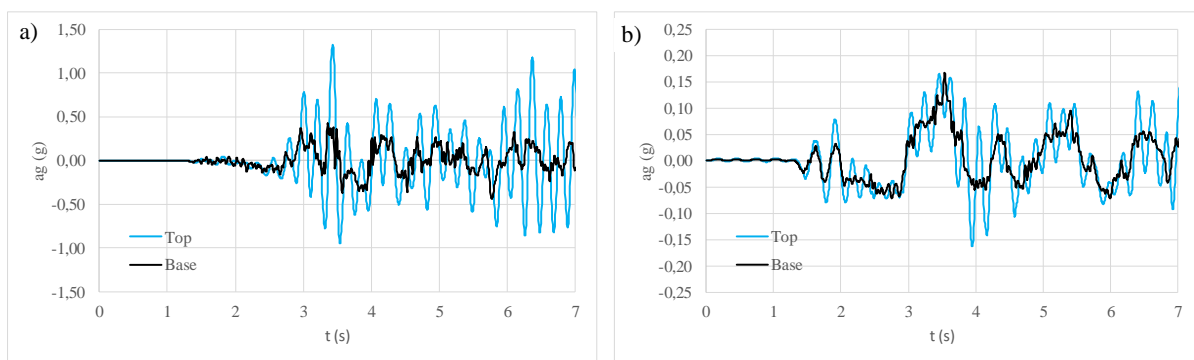 a)
1,50
1,00
0,50
0,00
-0,50
-1,00
-1,50
ag (g)
Top
Base
0 1 2 3 4 5 6 7
t (s)
b)
0,25
0,20
0,15
0,10
0,05
0,00
-0,05
-0,10
-0,15
-0,20
-0,25
ag (g)
Top
Base
0 1 2 3 4 5 6 7
t (s)